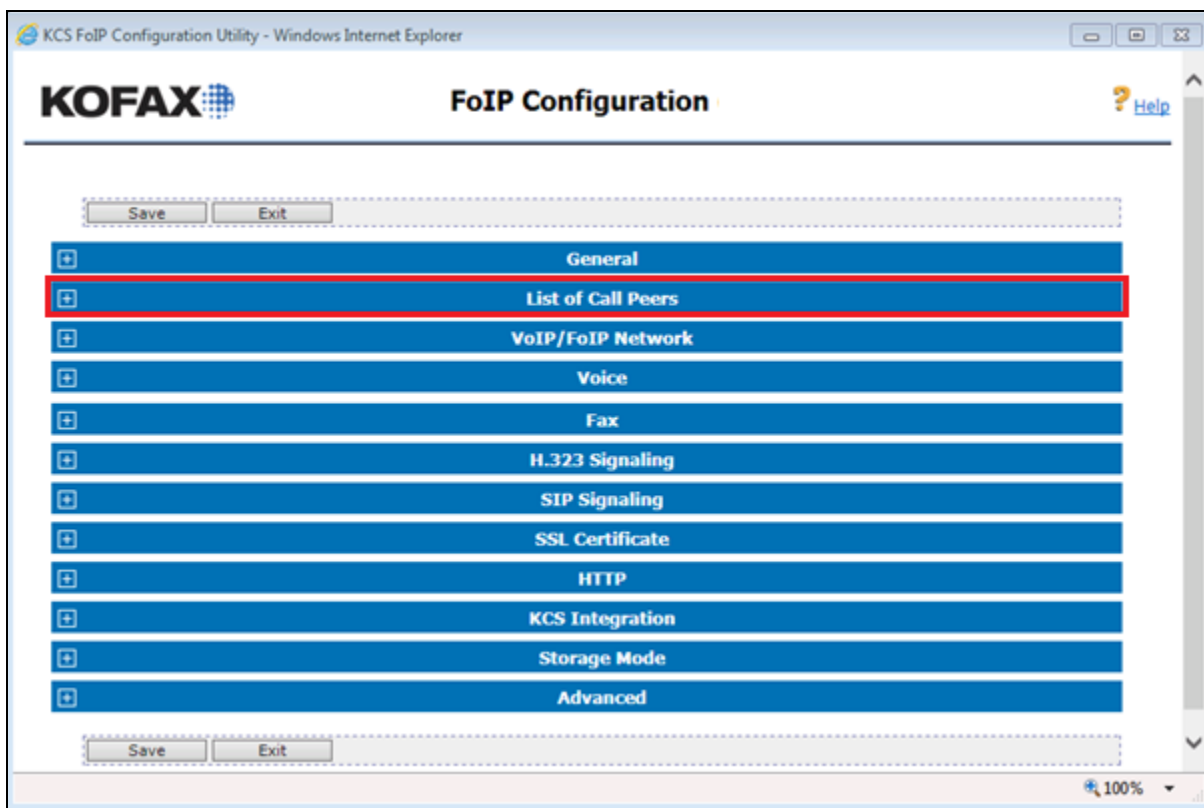 KCS FoIP Configuration Utility - Windows Internet Explorer
KOFAX
FoIP Configuration
? Help
Save Exit
General
List of Call Peers
VoIP/FoIP Network
Voice
Fax
H.323 Signaling
SIP Signaling
SSL Certificate
HTTP
KCS Integration
Storage Mode
Advanced
Save Exit
100%